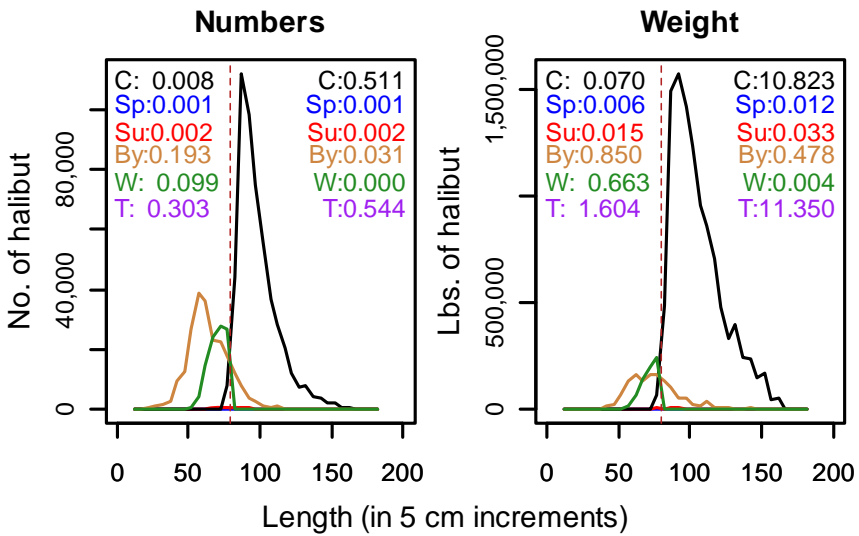 Numbers
Weight
No. of halibut
0
40,000
80,000
C: 0.008
Sp:0.001
Su:0.002
By:0.193
W: 0.099
T: 0.303
C:0.511
Sp:0.001
Su:0.002
By:0.031
W:0.000
T:0.544
0 50 100 150 200
Lbs. of halibut
0
500,000
1,500,000
C: 0.070
Sp:0.006
Su:0.015
By:0.850
W: 0.663
T: 1.604
C:10.823
Sp:0.012
Su:0.033
By:0.478
W:0.004
T:11.350
0 50 100 150 200
Length (in 5 cm increments)